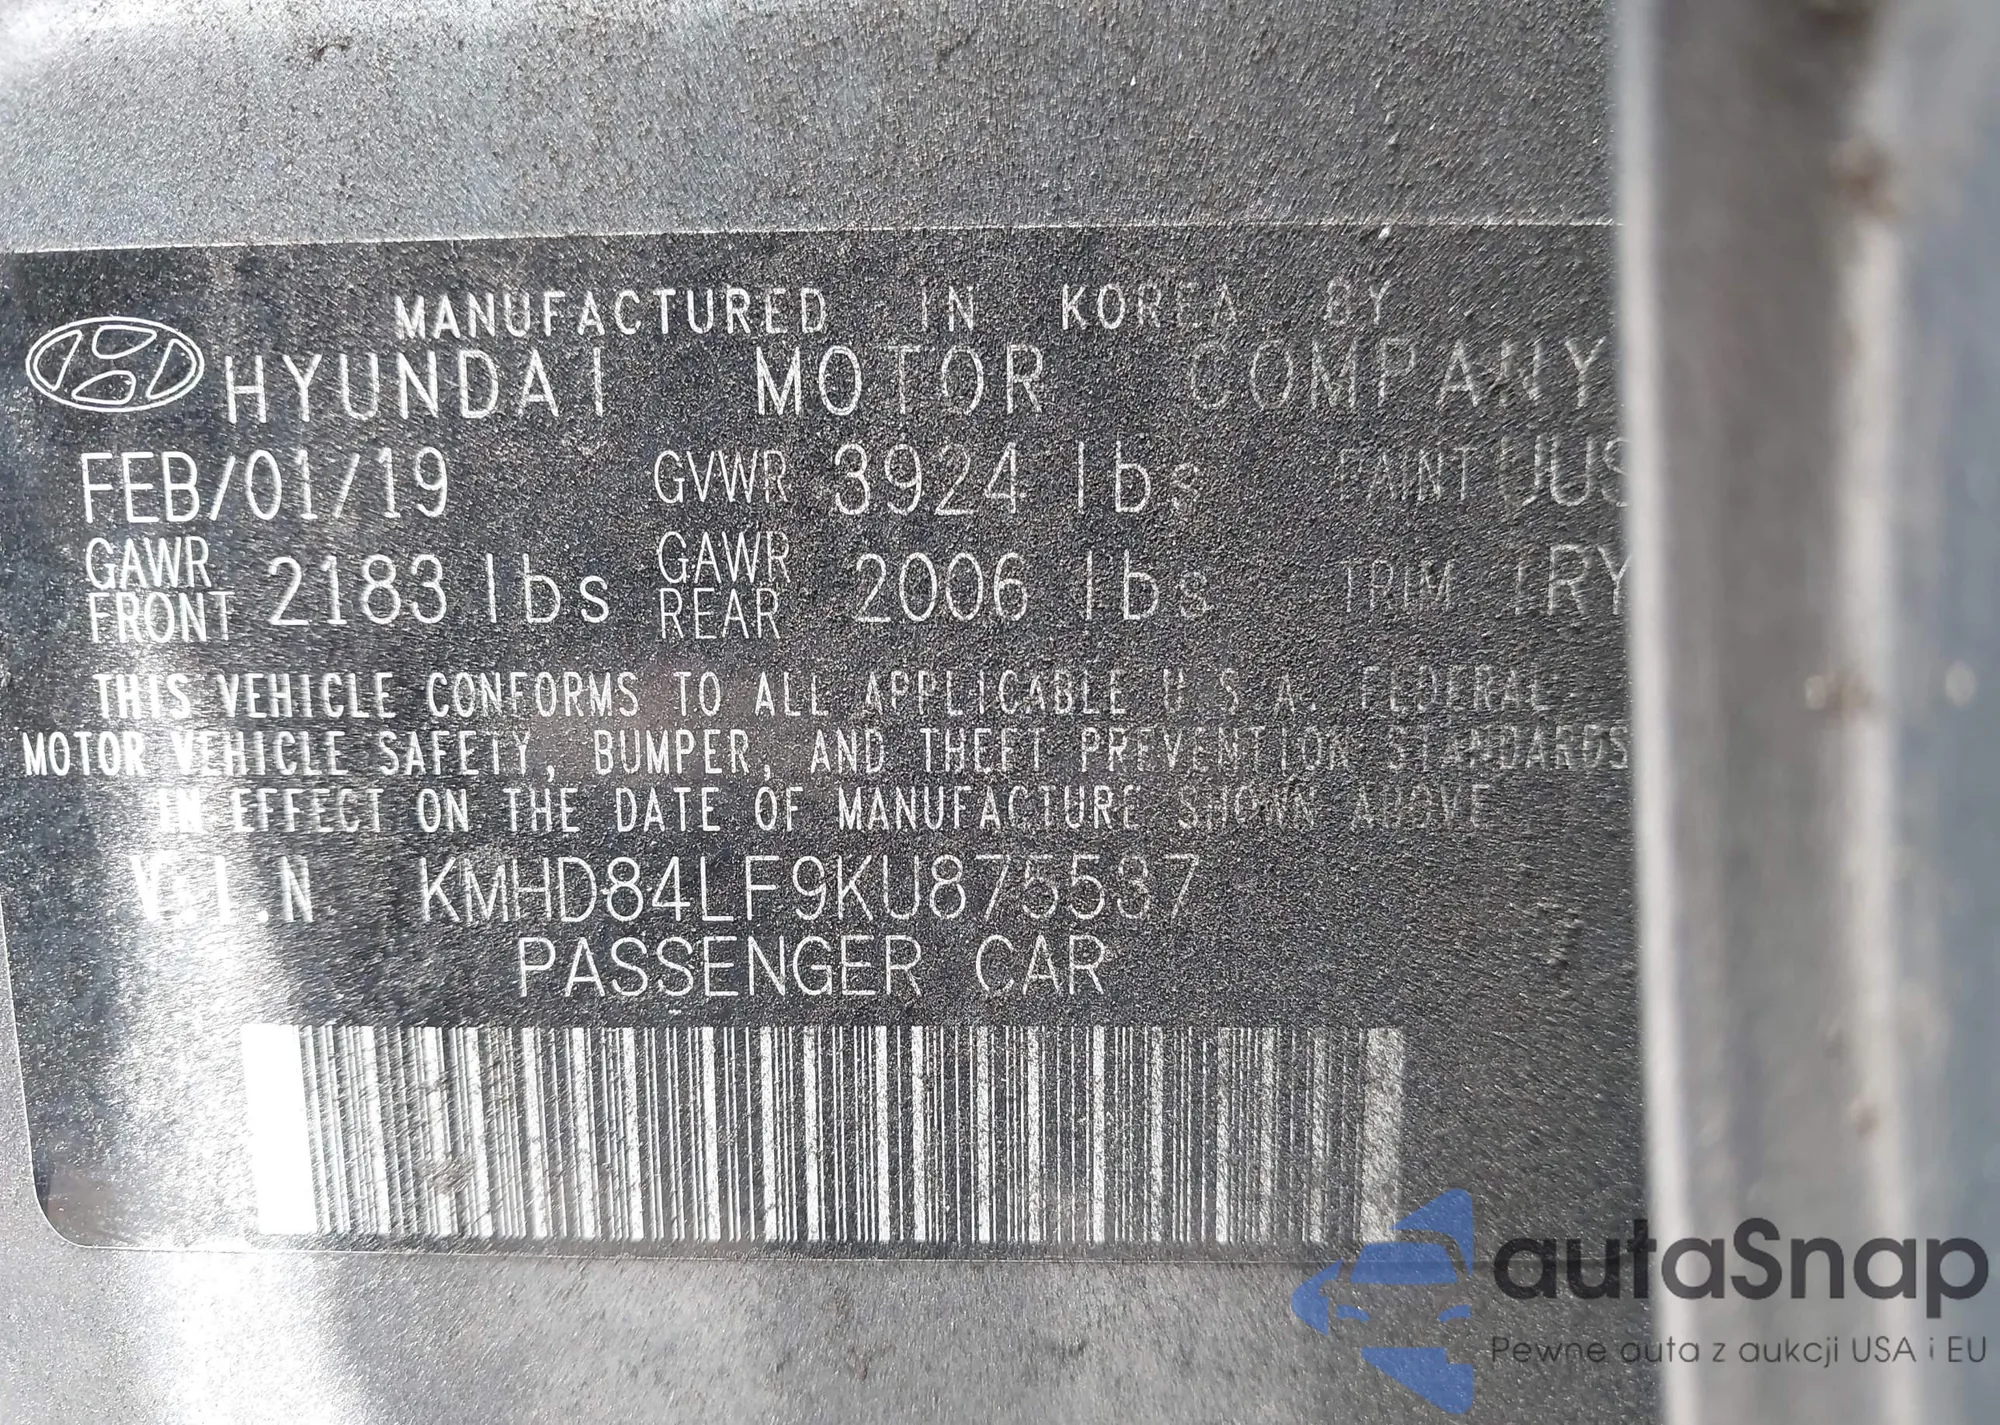 MANUFACTURED IN KOREA BY
HYUNDAI MOTOR COMPANY
FEB/01/19 GVWR 3924 lbs PAINT UUS
GAWR FRONT 2183 lbs GAWR REAR 2006 lbs TRIM TRY
THIS VEHICLE CONFORMS TO ALL APPLICABLE U.S.A. FEDERAL
MOTOR VEHICLE SAFETY, BUMPER, AND THEFT PREVENTION STANDARDS
IN EFFECT ON THE DATE OF MANUFACTURE SHOWN ABOVE
V.I.N. KMHD84LF9KU875537
PASSENGER CAR
autaSnap
Pewne auta z aukcji USA i EU